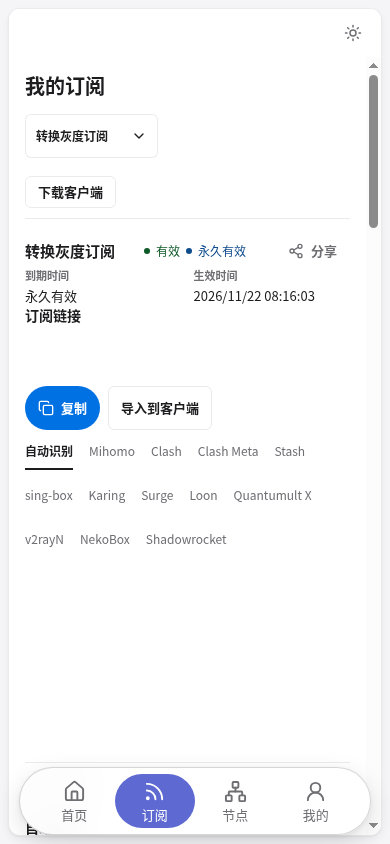 我的订阅
转换灰度订阅
下载客户端
转换灰度订阅 有效 永久有效 分享
到期时间 生效时间
永久有效 2026/11/22 08:16:03
订阅链接
复制 导入到客户端
自动识别 Mihomo Clash Clash Meta Stash
sing-box Karing Surge Loon Quantumult X
v2rayN NekoBox Shadowrocket
首页 订阅 节点 我的